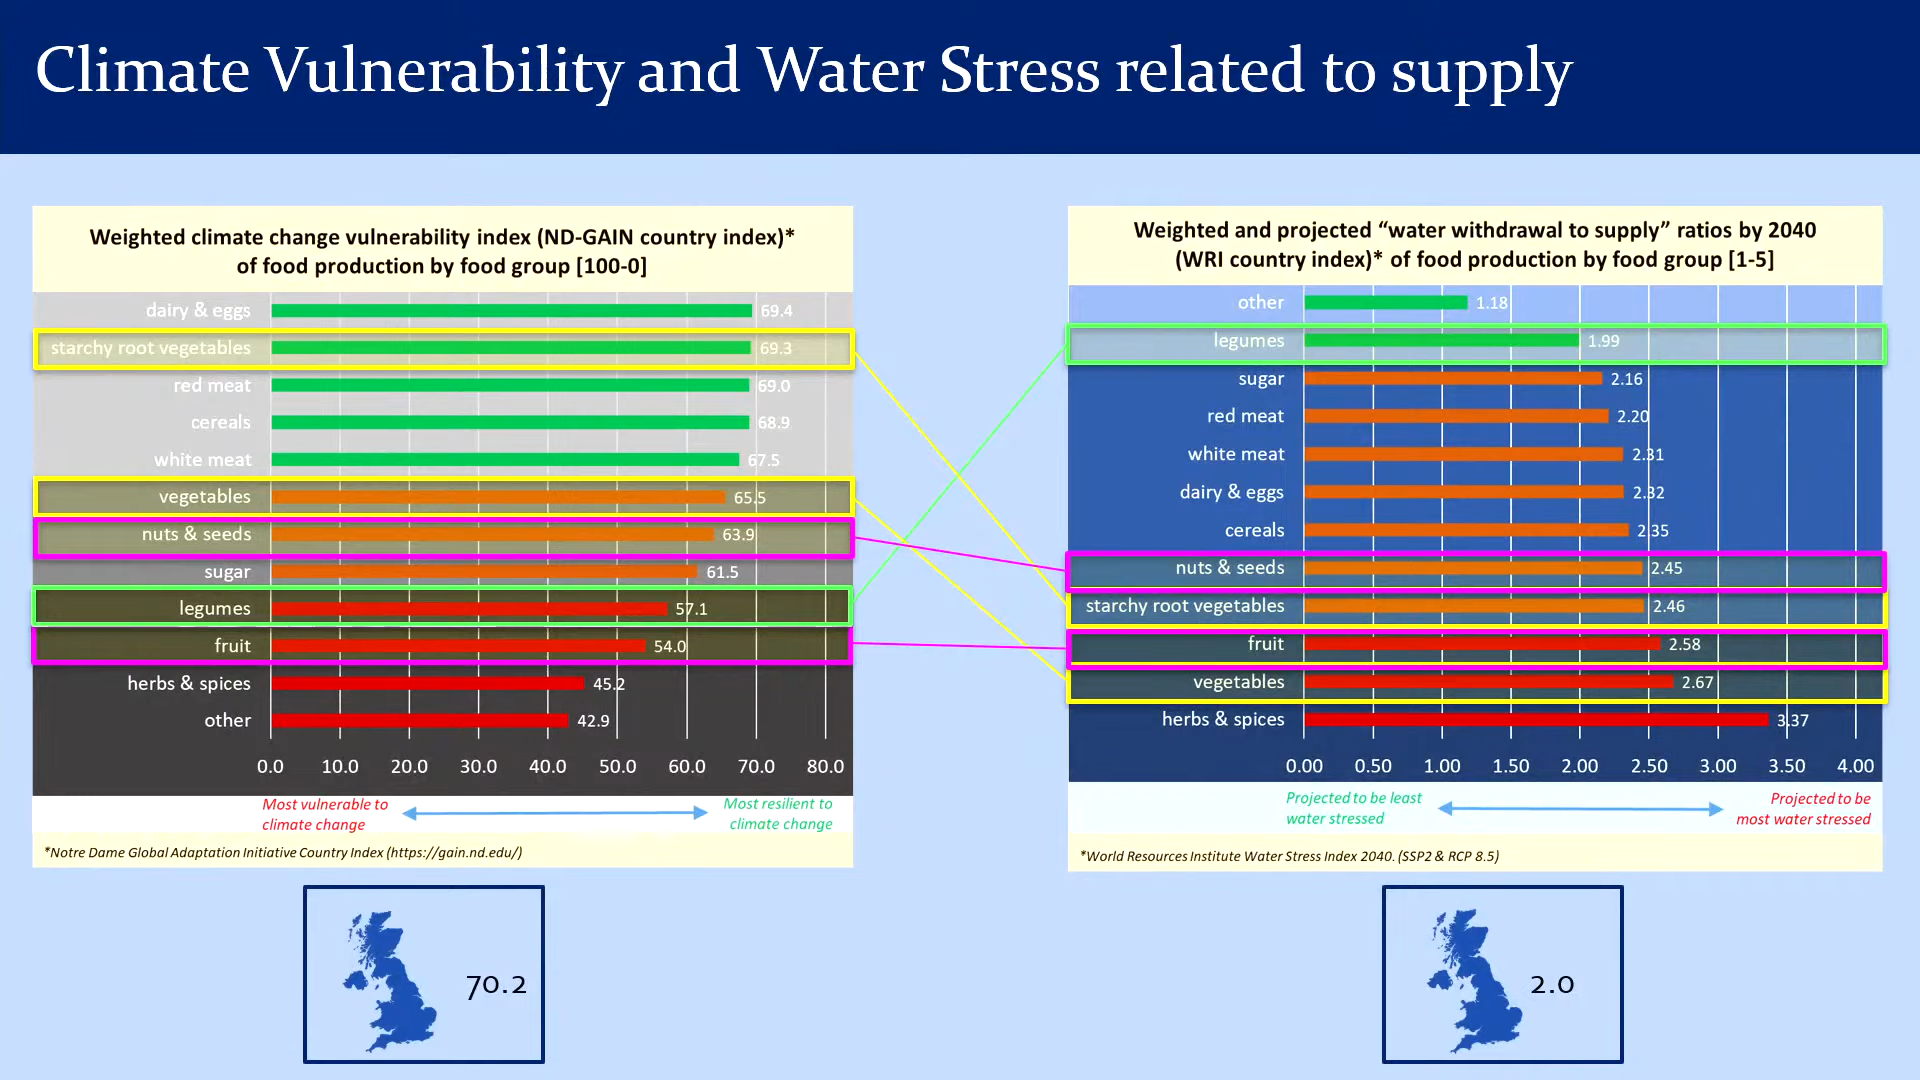 Climate Vulnerability and Water Stress related to supply
Weighted climate change vulnerability index (ND-GAIN country index)*
of food production by food group [100-0]
dairy & eggs 69.4
starchy root vegetables 69.3
red meat 69.0
cereals 68.9
white meat 67.5
vegetables 65.5
nuts & seeds 63.9
sugar 61.5
legumes 57.1
fruit 54.0
herbs & spices 45.2
other 42.9
0.0 10.0 20.0 30.0 40.0 50.0 60.0 70.0 80.0
Most vulnerable to
climate change
Most resilient to
climate change
*Notre Dame Global Adaptation Initiative Country Index (https://gain.nd.edu/)
70.2
Weighted and projected “water withdrawal to supply” ratios by 2040
(WRI country index)* of food production by food group [1-5]
other 1.18
legumes 1.99
sugar 2.16
red meat 2.20
white meat 2.31
dairy & eggs 2.32
cereals 2.35
nuts & seeds 2.45
starchy root vegetables 2.46
fruit 2.58
vegetables 2.67
herbs & spices 3.37
0.00 0.50 1.00 1.50 2.00 2.50 3.00 3.50 4.00
Projected to be least
water stressed
Projected to be
most water stressed
*World Resources Institute Water Stress Index 2040. (SSP2 & RCP 8.5)
2.0